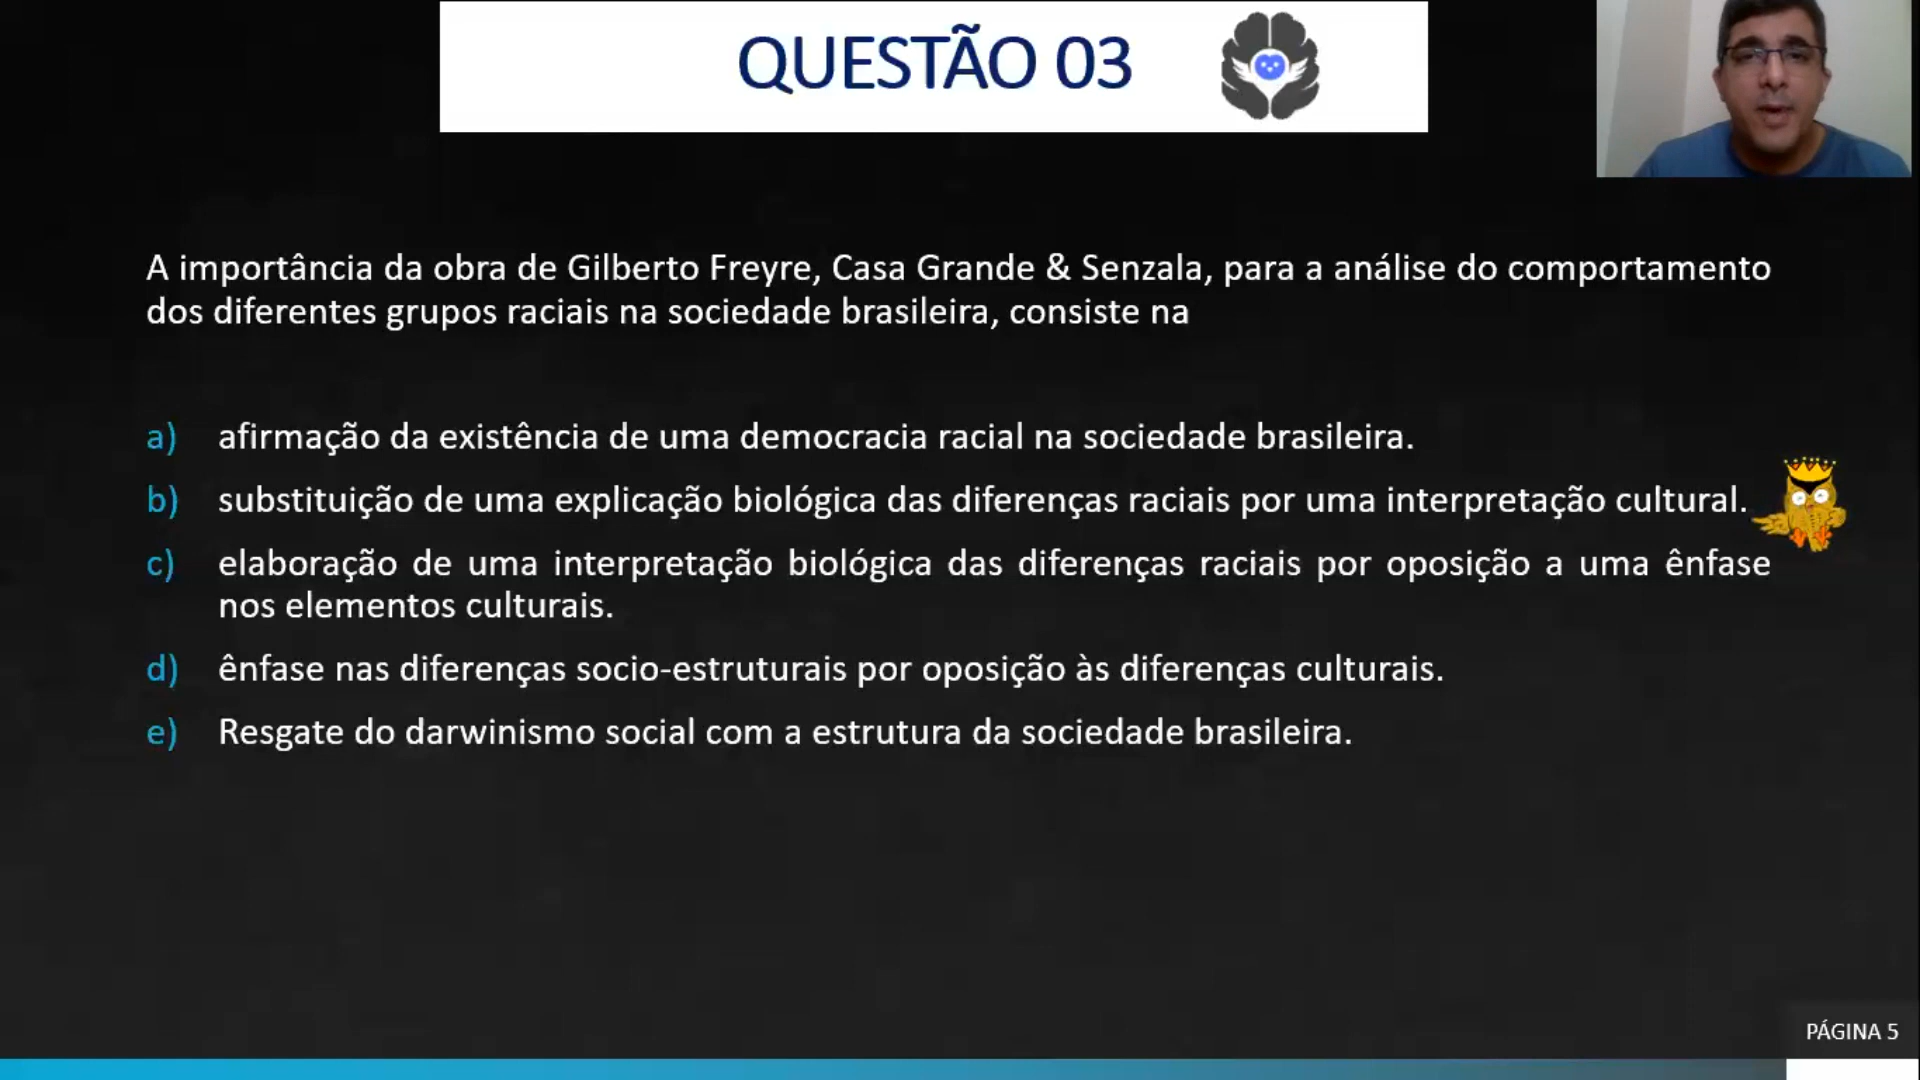 QUESTÃO 03
A importância da obra de Gilberto Freyre, Casa Grande & Senzala, para a análise do comportamento
dos diferentes grupos raciais na sociedade brasileira, consiste na
a) afirmação da existência de uma democracia racial na sociedade brasileira.
b) substituição de uma explicação biológica das diferenças raciais por uma interpretação cultural.
c) elaboração de uma interpretação biológica das diferenças raciais por oposição a uma ênfase
nos elementos culturais.
d) ênfase nas diferenças socio-estruturais por oposição às diferenças culturais.
e) Resgate do darwinismo social com a estrutura da sociedade brasileira.
PÁGINA 5